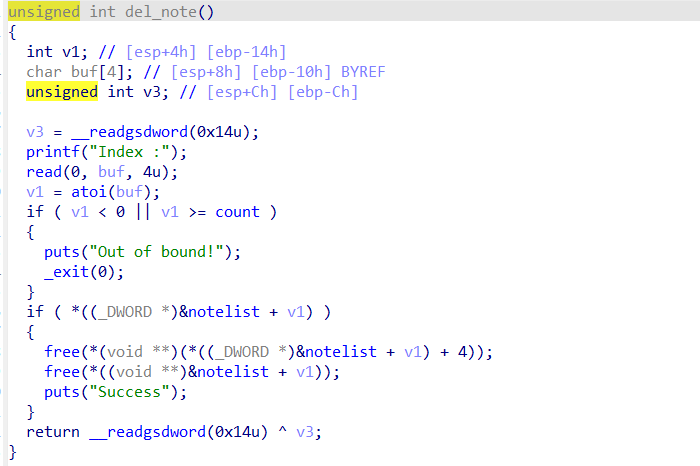 unsigned int del_note()
{
int v1; // [esp+4h] [ebp-14h]
char buf[4]; // [esp+8h] [ebp-10h] BYREF
unsigned int v3; // [esp+Ch] [ebp-Ch]
v3 = __readgsdword(0x14u);
printf("Index :");
read(0, buf, 4u);
v1 = atoi(buf);
if ( v1 < 0 || v1 >= count )
{
puts("Out of bound!");
_exit(0);
}
if ( *((_DWORD *)&notelist + v1) )
{
free(*(void **)(*((_DWORD *)&notelist + v1) + 4));
free(*((void **)&notelist + v1));
puts("Success");
}
return __readgsdword(0x14u) ^ v3;
}